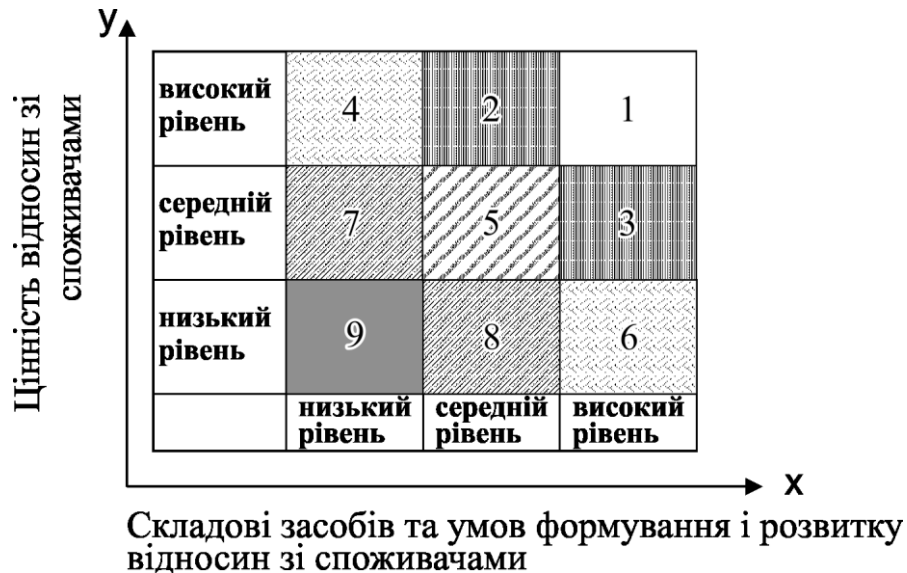 У
Цінність відносин зі
споживачами
високий
рівень
4
2
1
середній
рівень
7
5
3
низький
рівень
9
8
6
низький
рівень
середній
рівень
високий
рівень
Х
Складові засобів та умов формування і розвитку
відносин зі споживачами